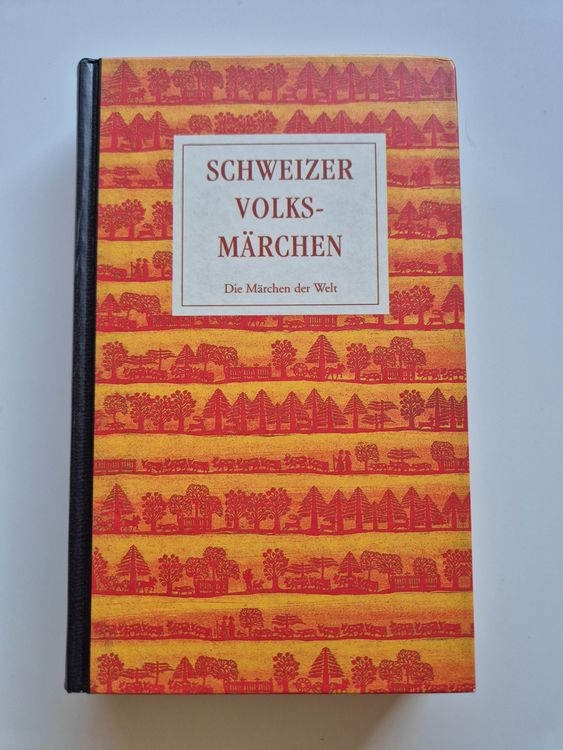 SCHWEIZER
VOLKS-
MÄRCHEN
Die Märchen der Welt